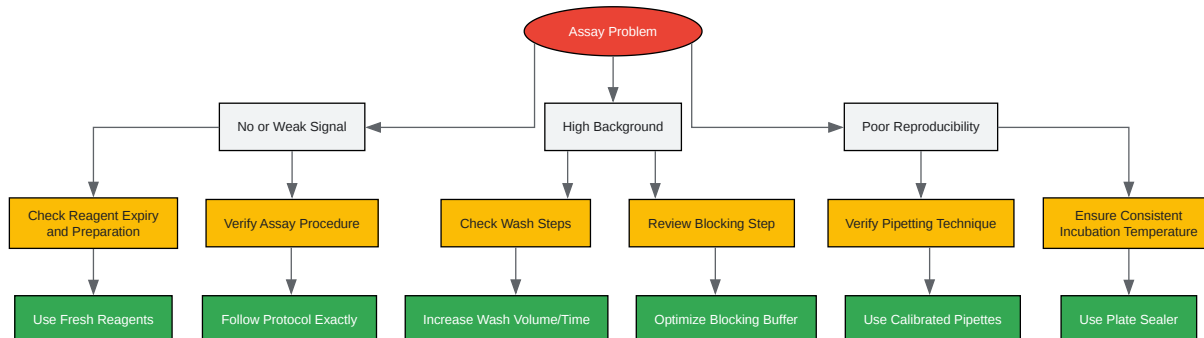 Assay Problem
No or Weak Signal
High Background
Poor Reproducibility
Check Reagent Expiry
and Preparation
Verify Assay Procedure
Check Wash Steps
Review Blocking Step
Verify Pipetting Technique
Ensure Consistent
Incubation Temperature
Use Fresh Reagents
Follow Protocol Exactly
Increase Wash Volume/Time
Optimize Blocking Buffer
Use Calibrated Pipettes
Use Plate Sealer